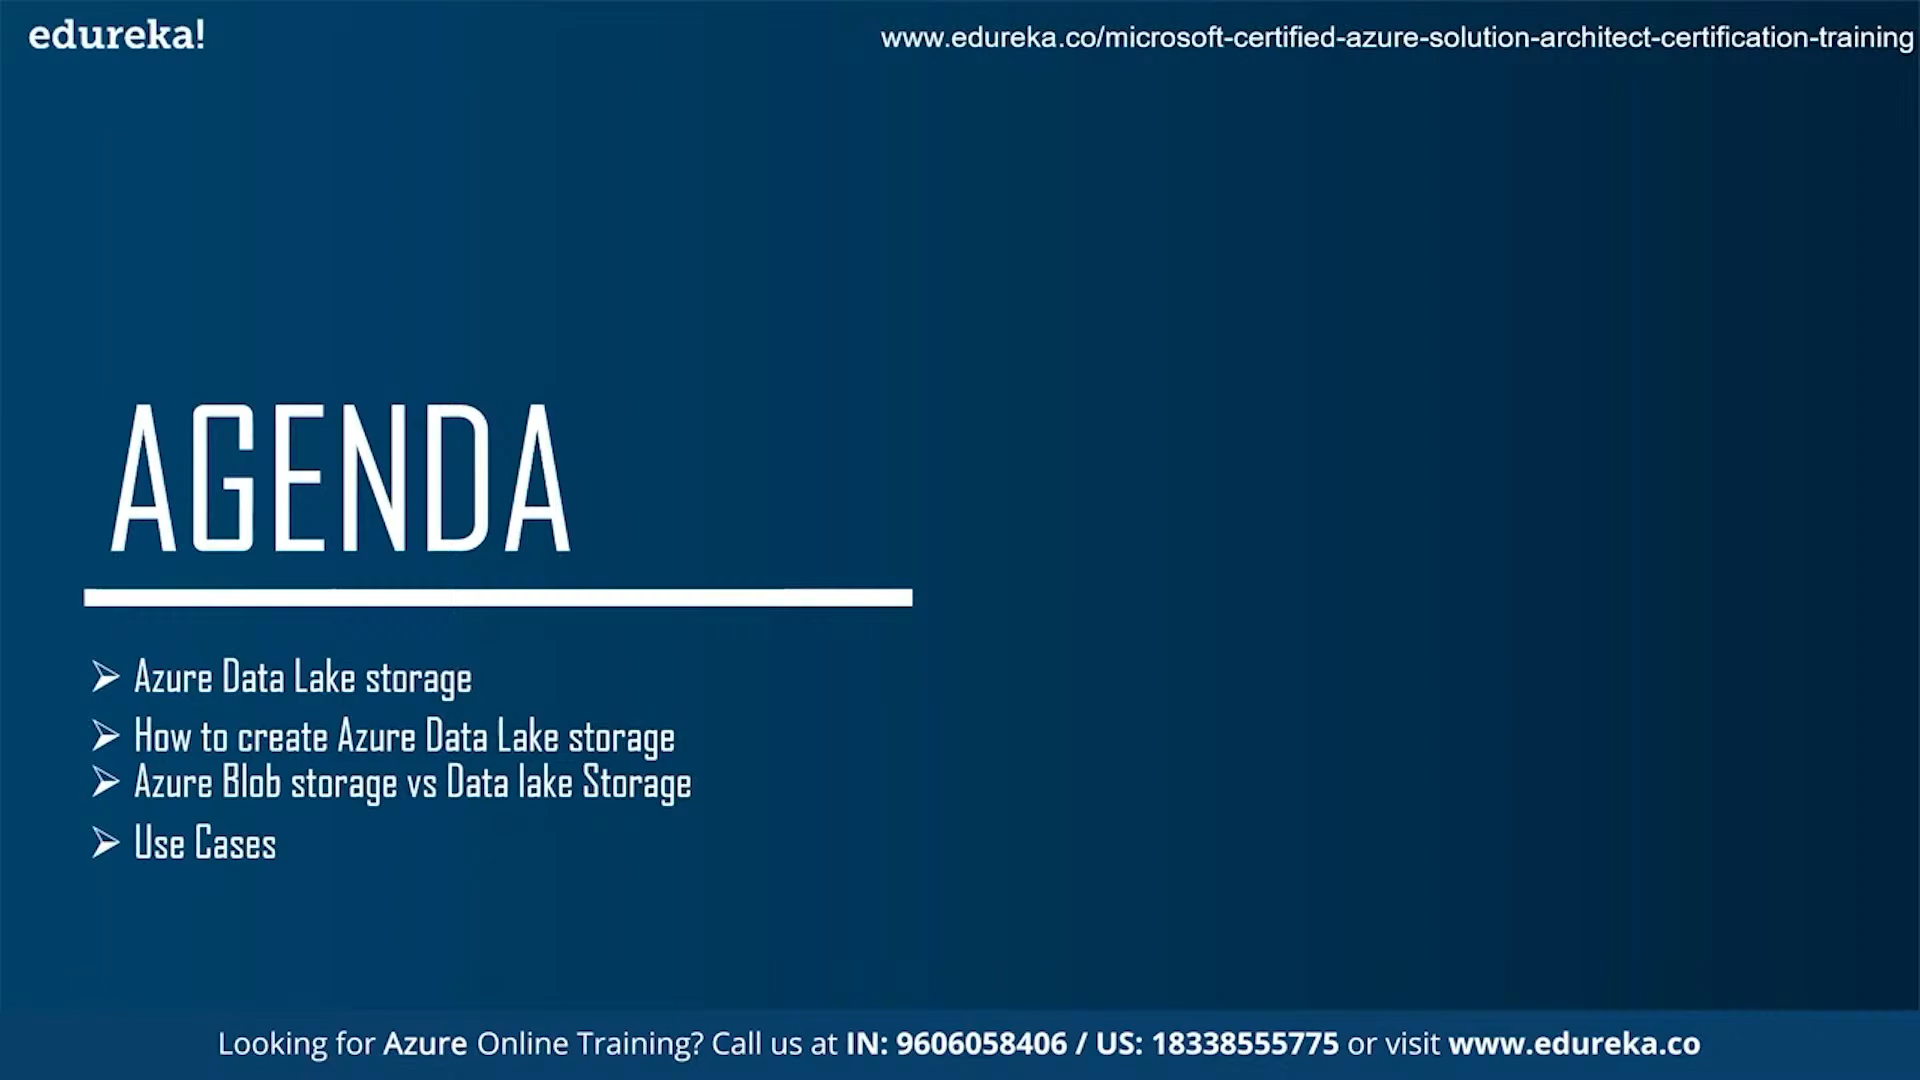 edureka!
www.edureka.co/microsoft-certified-azure-solution-architect-certification-training
AGENDA
➢ Azure Data Lake storage
➢ How to create Azure Data Lake storage
➢ Azure Blob storage vs Data lake Storage
➢ Use Cases
Looking for Azure Online Training? Call us at IN: 9606058406 / US: 18338555775 or visit www.edureka.co